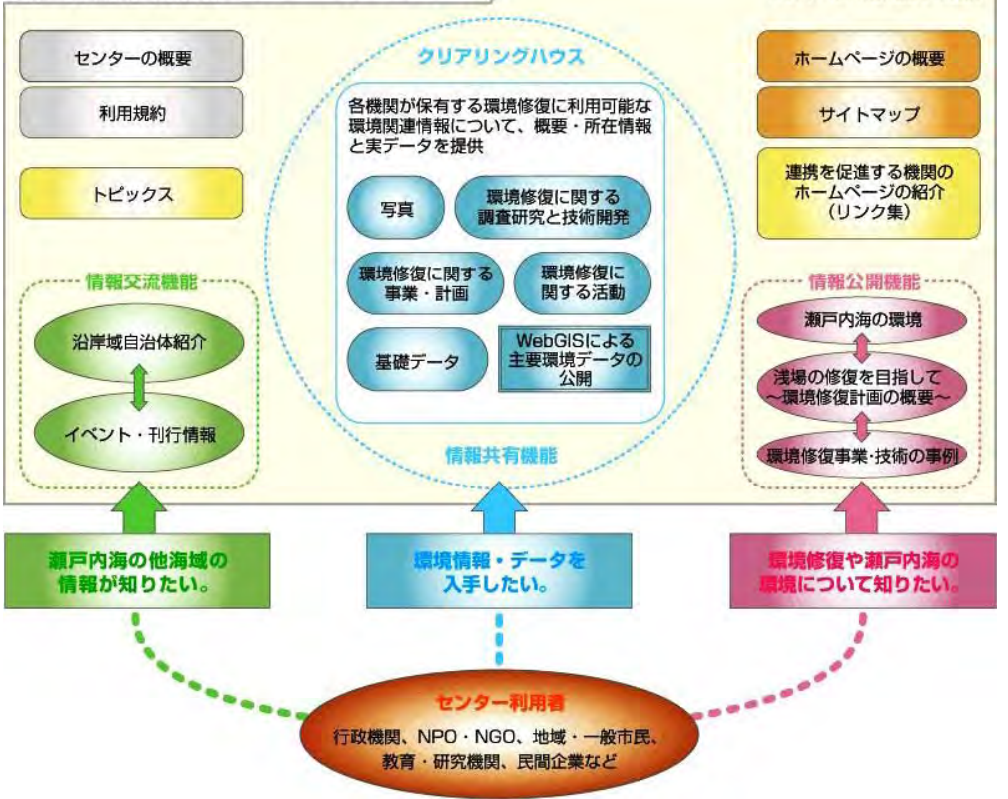 センターの概要
利用規約
トピックス
情報交流機能
沿岸域自治体紹介
イベント・刊行情報
クリアリングハウス
各機関が保有する環境修復に利用可能な
環境関連情報について、概要・所在情報
と実データを提供
写真
環境修復に関する
調査研究と技術開発
環境修復に関する
事業・計画
環境修復に
関する活動
基礎データ
WebGISによる
主要環境データの
公開
情報共有機能
ホームページの概要
サイトマップ
連携を促進する機関の
ホームページの紹介
(リンク集)
情報公開機能
瀬戸内海の環境
浅場の修復を目指して
~環境修復計画の概要~
環境修復事業・技術の事例
瀬戸内海の他海域の
情報が知りたい。
環境情報・データを
入手したい。
環境修復や瀬戸内海の
環境について知りたい。
センター利用者
行政機関、NPO・NGO、地域・一般市民、
教育・研究機関、民間企業など